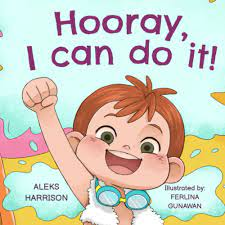 Hooray,
I can do it!
ALEKS
HARRISON
Illustrated by:
FERLINA
GUNAWAN